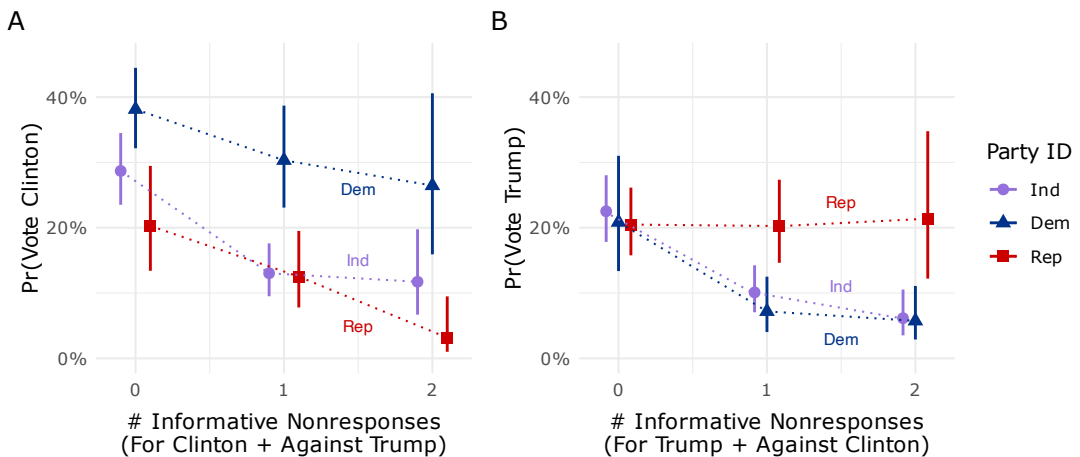 A
Pr(Vote Clinton)
40%
20%
0%
Dem
Ind
Rep
0 1 2
# Informative Nonresponses
(For Clinton + Against Trump)
B
Pr(Vote Trump)
40%
20%
0%
Rep
Ind
Dem
0 1 2
# Informative Nonresponses
(For Trump + Against Clinton)
Party ID
Ind
Dem
Rep